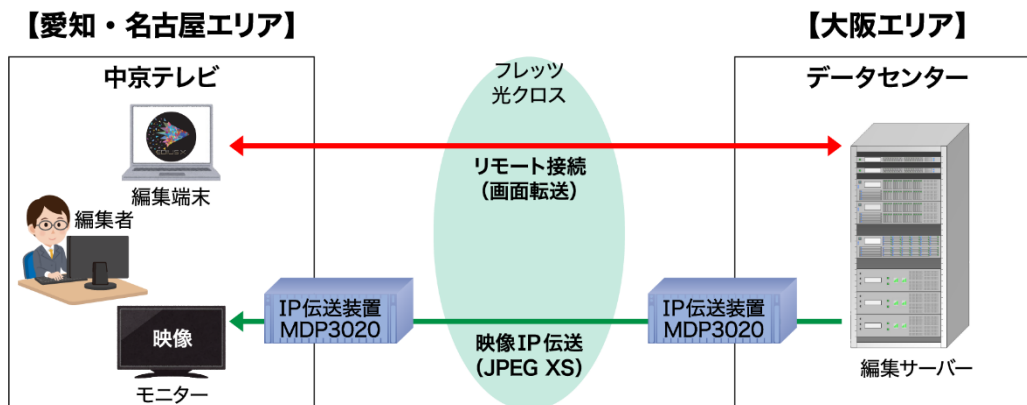 【愛知・名古屋エリア】
【大阪エリア】
中京テレビ
フレッツ
光クロス
データセンター
EDIUS X
リモート接続
(画面転送)
編集端末
編集者
IP伝送装置
MDP3020
IP伝送装置
MDP3020
映像
映像IP伝送
(JPEG XS)
モニター
編集サーバー